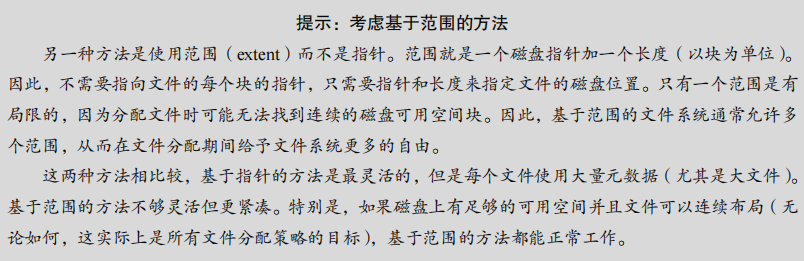 提示：考虑基于范围的方法
另一种方法是使用范围（extent）而不是指针。范围就是一个磁盘指针加一个长度（以块为单位）。
因此，不需要指向文件的每个块的指针，只需要指针和长度来指定文件的磁盘位置。只有一个范围是有
局限的，因为分配文件时可能无法找到连续的磁盘可用空间块。因此，基于范围的文件系统通常允许多
个范围，从而在文件分配期间给予文件系统更多的自由。
这两种方法相比较，基于指针的方法是最灵活的，但是每个文件使用大量元数据（尤其是大文件）。
基于范围的方法不够灵活但更紧凑。特别是，如果磁盘上有足够的可用空间并且文件可以连续布局（无
论如何，这实际上是所有文件分配策略的目标），基于范围的方法都能正常工作。